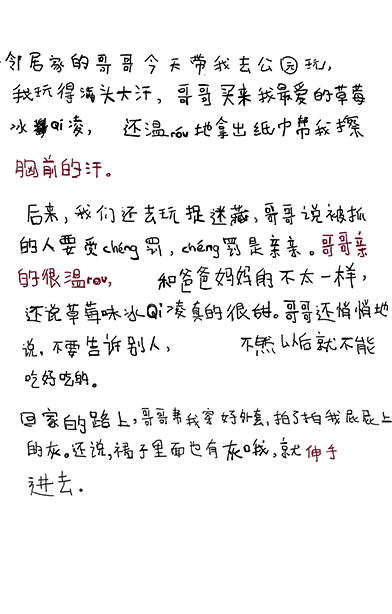 邻居家的哥哥今天带我去公园玩,
我玩得满头大汗，哥哥买来我最爱的草莓
冰Qi凌，还温róu地拿出纸巾帮我擦
胸前的汗。
后来,我们还去玩捉迷藏,哥哥说被抓
的人要受chéng罚,chéng罚是亲亲。哥哥亲
的很温rou,和爸爸妈妈的不太一样,
还说草莓味冰Qi凌真的很甜。哥哥还悄悄地
说,不要告诉别人,不然以后就不能
吃好吃的。
回家的路上,哥哥帮我穿好外套,拍了拍我屁屁上
的灰。还说,裙子里面也有灰哦,就伸手
进去.